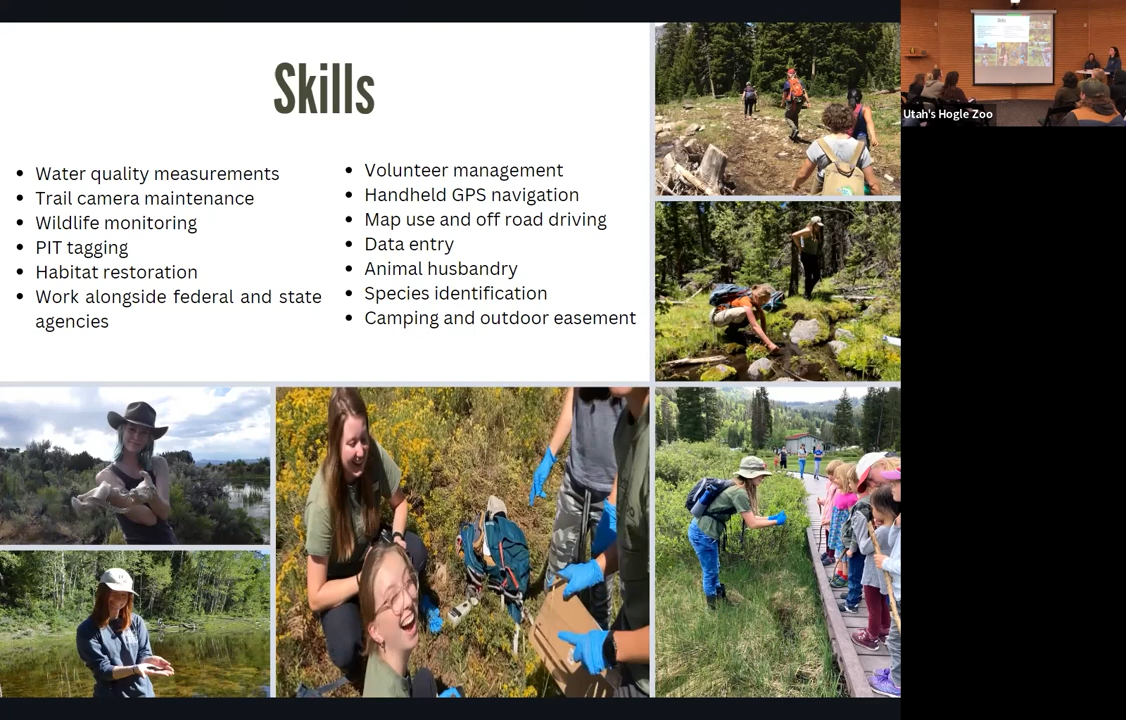 Skills
Water quality measurements
Trail camera maintenance
Wildlife monitoring
PIT tagging
Habitat restoration
Work alongside federal and state
agencies
Volunteer management
Handheld GPS navigation
Map use and off road driving
Data entry
Animal husbandry
Species identification
Camping and outdoor easement
Utah's Hogle Zoo